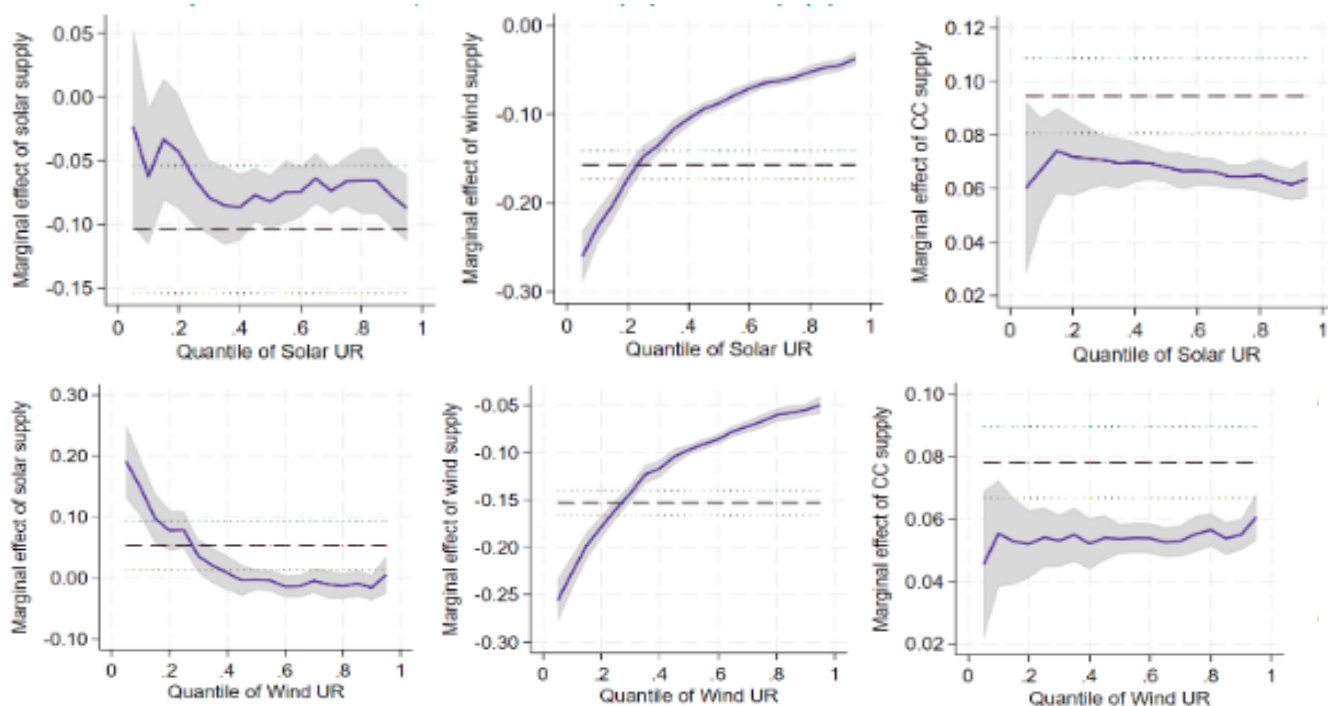 Marginal effect of solar supply
0.05
0.00
-0.05
-0.10
-0.15
0 .2 .4 .6 .8 1
Quantile of Solar UR
Marginal effect of wind supply
0.00
-0.10
-0.20
-0.30
0 .2 .4 .6 .8 1
Quantile of Solar UR
Marginal effect of CC supply
0.12
0.10
0.08
0.06
0.04
0.02
0 .2 .4 .6 .8 1
Quantile of Solar UR
Marginal effect of solar supply
0.30
0.20
0.10
0.00
-0.10
0 .2 .4 .6 .8 1
Quantile of Wind UR
Marginal effect of wind supply
-0.05
-0.10
-0.15
-0.20
-0.25
-0.30
0 .2 .4 .6 .8 1
Quantile of Wind UR
Marginal effect of CC supply
0.10
0.08
0.06
0.04
0.02
0 .2 .4 .6 .8 1
Quantile of Wind UR